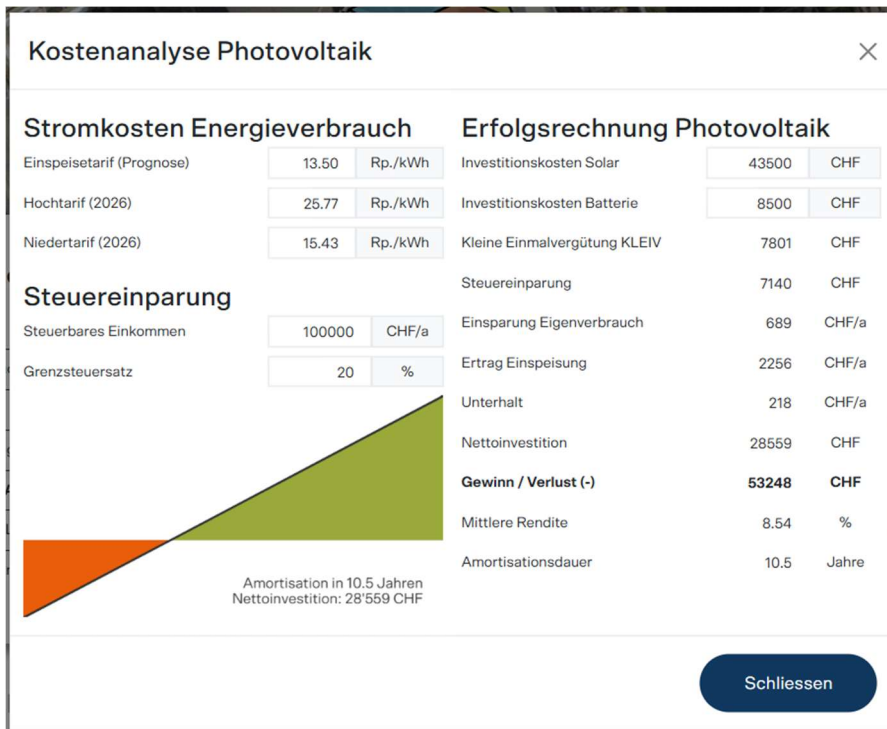 Kostenanalyse Photovoltaik
Stromkosten Energieverbrauch
Einspeisetarif (Prognose) 13.50 Rp./kWh
Hochtarif (2026) 25.77 Rp./kWh
Niedertarif (2026) 15.43 Rp./kWh
Steuereinparung
Steuerbares Einkommen 100000 CHF/a
Grenzsteuersatz 20 %
Amortisation in 10.5 Jahren
Nettoinvestition: 28'559 CHF
Erfolgsrechnung Photovoltaik
Investitionskosten Solar 43500 CHF
Investitionskosten Batterie 8500 CHF
Kleine Einmalvergütung KLEIV 7801 CHF
Steuereinparung 7140 CHF
Einsparung Eigenverbrauch 689 CHF/a
Ertrag Einspeisung 2256 CHF/a
Unterhalt 218 CHF/a
Nettoinvestition 28559 CHF
Gewinn / Verlust (-) 53248 CHF
Mittlere Rendite 8.54 %
Amortisationsdauer 10.5 Jahre
Schliessen